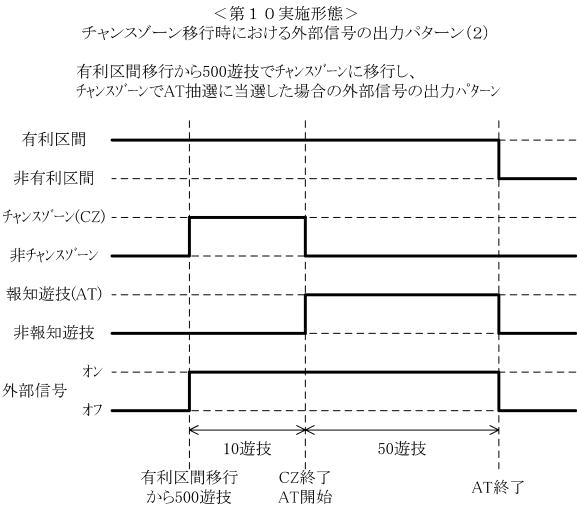 ＜第１０実施形態＞
チャンスゾーン移行時における外部信号の出力パターン（２）
有利区間移行から500遊技でチャンスゾーンに移行し、
チャンスゾーンでAT抽選に当選した場合の外部信号の出力パターン
有利区間
非有利区間
チャンスゾーン(CZ)
非チャンスゾーン
報知遊技(AT)
非報知遊技
オン
外部信号
オフ
10遊技
50遊技
有利区間移行
から500遊技
CZ終了
AT開始
AT終了